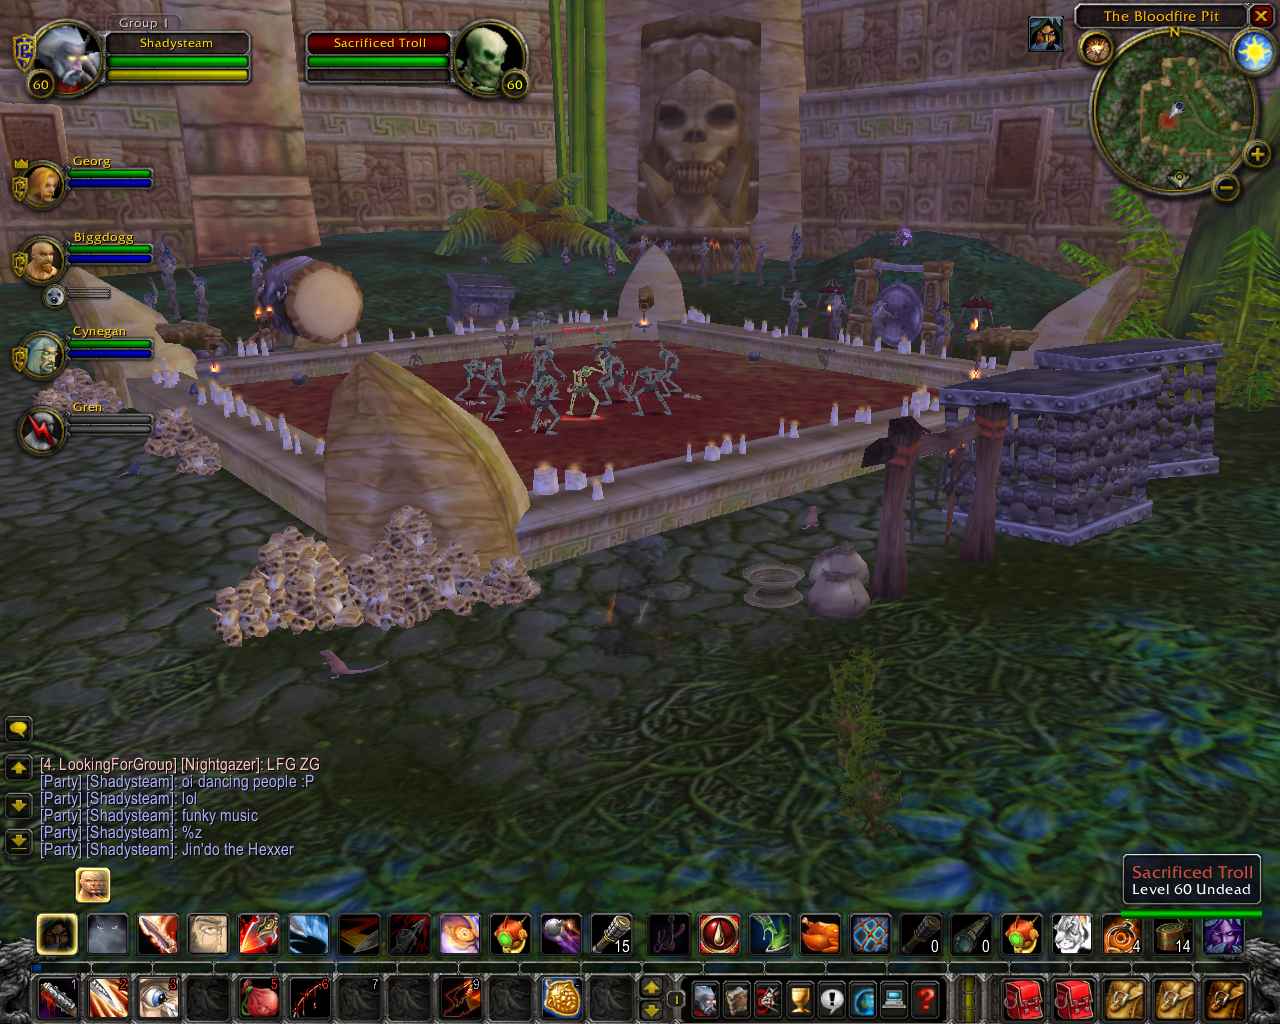 Group 1
Shadysteam
60
Sacrificed Troll
60
The Bloodfire Pit
N
Georg
Biggdogg
Cynegan
Gren
[4. LookingForGroup] [Nightgazer]: LFG ZG
[Party] [Shadysteam]: oi dancing people :P
[Party] [Shadysteam]: lol
[Party] [Shadysteam]: funky music
[Party] [Shadysteam]: %z
[Party] [Shadysteam]: Jin'do the Hexxer
Sacrificed Troll
Level 60 Undead
15 0 0 4 14
1 2 3 5 6 7 9 1